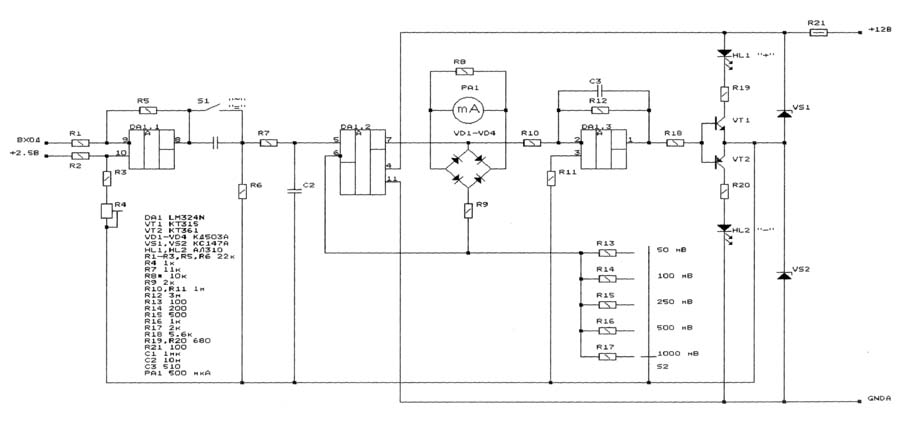 R21
+12В
HL1 "+"
R8
C3
PA1
mA
R12
R19
R5
S1
VS1
VT1
R1
DA1.1
R7
DA1.2
VD1-VD4
R10
DA1.3
R18
ВХОД
9
8
5
7
2
1
+2.5В
10
6
4
3
VT2
R2
11
R3
R11
R20
R6
C2
R4
R9
HL2 "-"
DA1 LM324N
VT1 КТ315
VT2 КТ361
VD1-VD4 КД503А
VS1,VS2 КС147А
HL1,HL2 АЛ310
R1-R3,R5,R6 22к
R4 1к
R7 11к
R8* 10к
R9 2к
R10,R11 1м
R12 3м
R13 100
R14 200
R15 500
R16 1к
R17 2к
R18 5.6к
R19,R20 680
R21 100
C1 1мк
C2 10н
C3 510
PA1 500 мкА
R13
50 мВ
R14
100 мВ
VS2
R15
250 мВ
R16
500 мВ
R17
1000 мВ
S2
GNDA